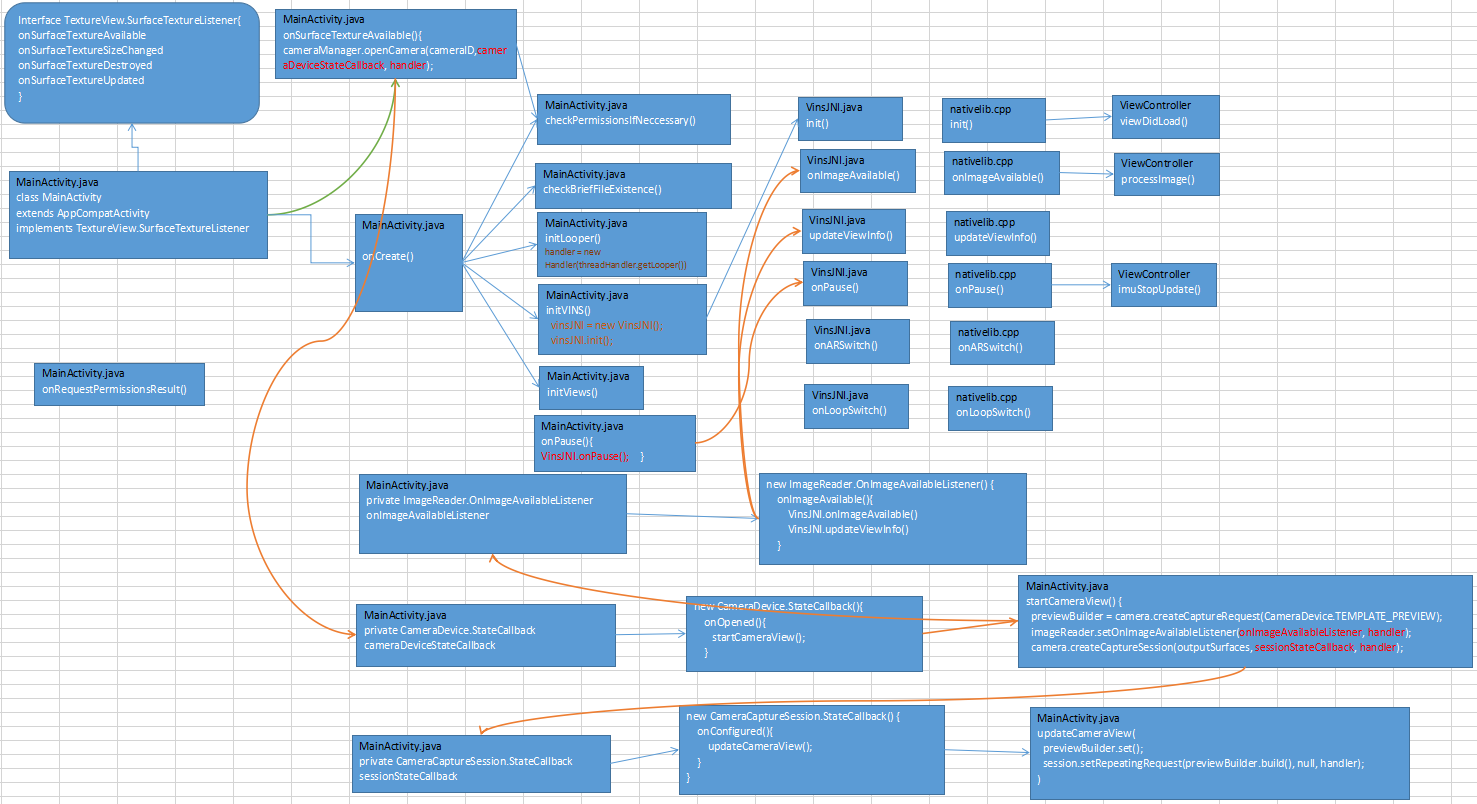 Interface TextureView.SurfaceTextureListener{
onSurfaceTextureAvailable
onSurfaceTextureSizeChanged
onSurfaceTextureDestroyed
onSurfaceTextureUpdated
}
MainActivity.java
onSurfaceTextureAvailable(){
cameraManager.openCamera(cameraID,camer
aDeviceStateCallback, handler);
MainActivity.java
checkPermissionsIfNeccessary()
VinsJNI.java
init()
nativelib.cpp
init()
ViewController
viewDidLoad()
MainActivity.java
class MainActivity
extends AppCompatActivity
implements TextureView.SurfaceTextureListener
MainActivity.java
checkBriefFileExistence()
VinsJNI.java
onImageAvailable()
nativelib.cpp
onImageAvailable()
ViewController
processImage()
MainActivity.java
onCreate()
MainActivity.java
initLooper()
handler = new
Handler(threadHandler.getLooper())
VinsJNI.java
updateViewInfo()
nativelib.cpp
updateViewInfo()
MainActivity.java
initVINS()
vinsJNI = new VinsJNI();
vinsJNI.init();
VinsJNI.java
onPause()
nativelib.cpp
onPause()
ViewController
imuStopUpdate()
VinsJNI.java
onARSwitch()
nativelib.cpp
onARSwitch()
MainActivity.java
onRequestPermissionsResult()
MainActivity.java
initViews()
VinsJNI.java
onLoopSwitch()
nativelib.cpp
onLoopSwitch()
MainActivity.java
onPause(){
VinsJNI.onPause(); }
MainActivity.java
private ImageReader.OnImageAvailableListener
onImageAvailableListener
new ImageReader.OnImageAvailableListener() {
onImageAvailable(){
VinsJNI.onImageAvailable()
VinsJNI.updateViewInfo()
}
MainActivity.java
private CameraDevice.StateCallback
cameraDeviceStateCallback
new CameraDevice.StateCallback(){
onOpened(){
startCameraView();
}
MainActivity.java
startCameraView() {
previewBuilder = camera.createCaptureRequest(CameraDevice.TEMPLATE_PREVIEW);
imageReader.setOnImageAvailableListener(onImageAvailableListener, handler);
camera.createCaptureSession(outputSurfaces, sessionStateCallback, handler);
MainActivity.java
private CameraCaptureSession.StateCallback
sessionStateCallback
new CameraCaptureSession.StateCallback() {
onConfigured(){
updateCameraView();
}
}
MainActivity.java
updateCameraView(
previewBuilder.set();
session.setRepeatingRequest(previewBuilder.build(), null, handler);
)